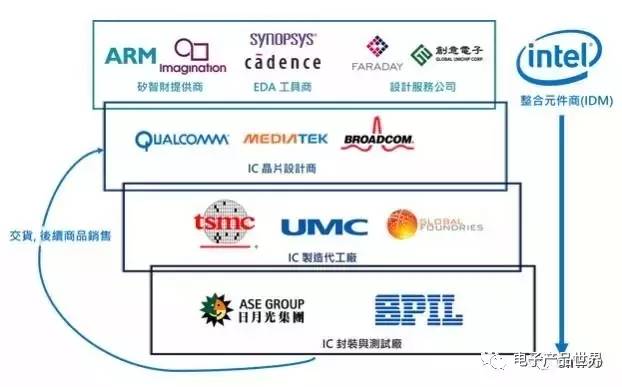 ARM
Imagination
矽智財提供商
SYNOPSYS®
cādence
EDA 工具商
FARADAY
創意電子
GLOBAL UNICHIP CORP.
設計服務公司
intel
整合元件商(IDM)
QUALCOMM
MEDIATEK
BROADCOM
IC 晶片設計商
交貨, 後續商品銷售
tsmc
UMC
GLOBAL
FOUNDRIES
IC 製造代工廠
ASE GROUP
日月光集團
SPIL
IC 封裝與測試廠
电子产品世界